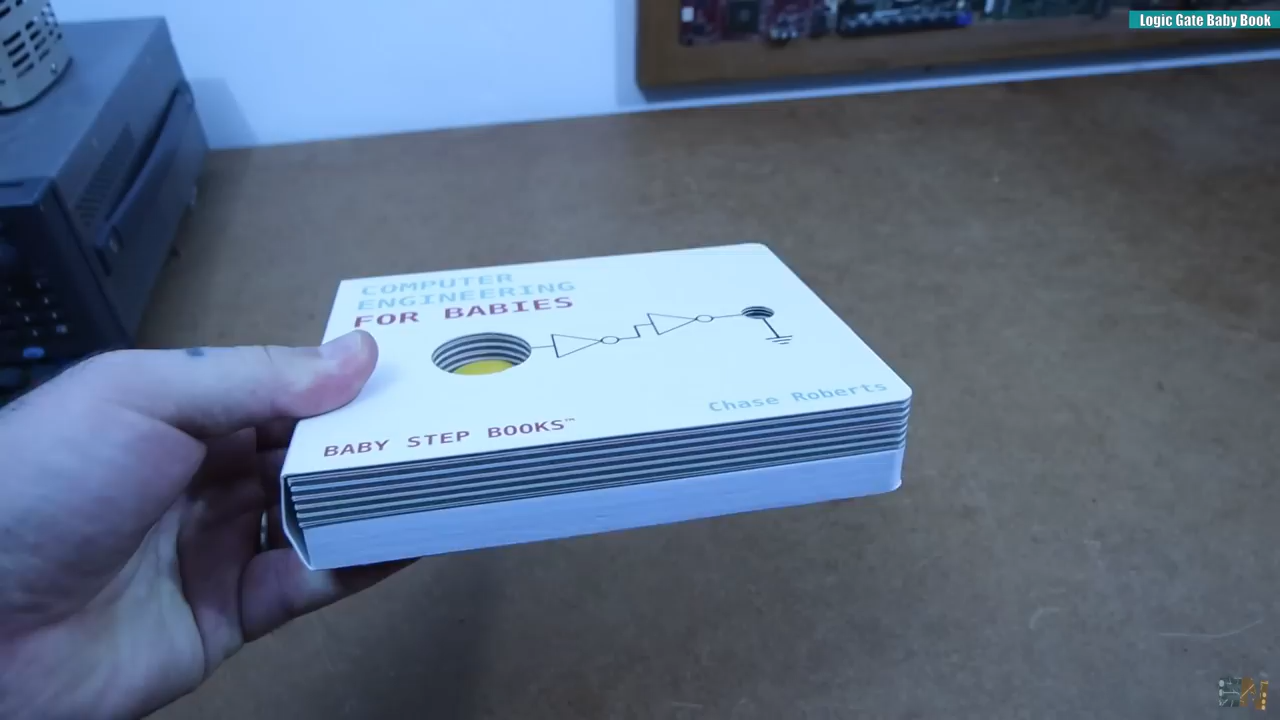 Logic Gate Baby Book
COMPUTER
ENGINEERING
FOR BABIES
Chase Roberts
BABY STEP BOOKS™